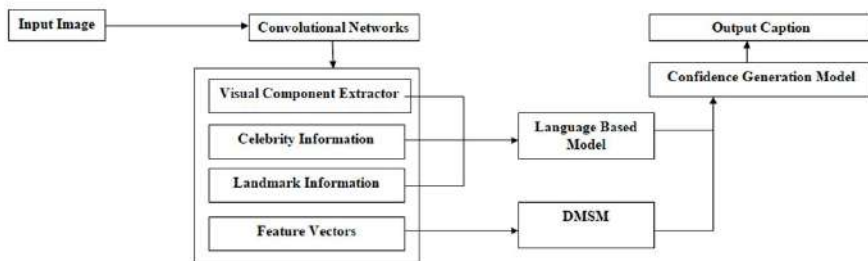 Input Image
Convolutional Networks
Output Caption
Confidence Generation Model
Visual Component Extractor
Celebrity Information
Language Based
Model
Landmark Information
Feature Vectors
DMSM